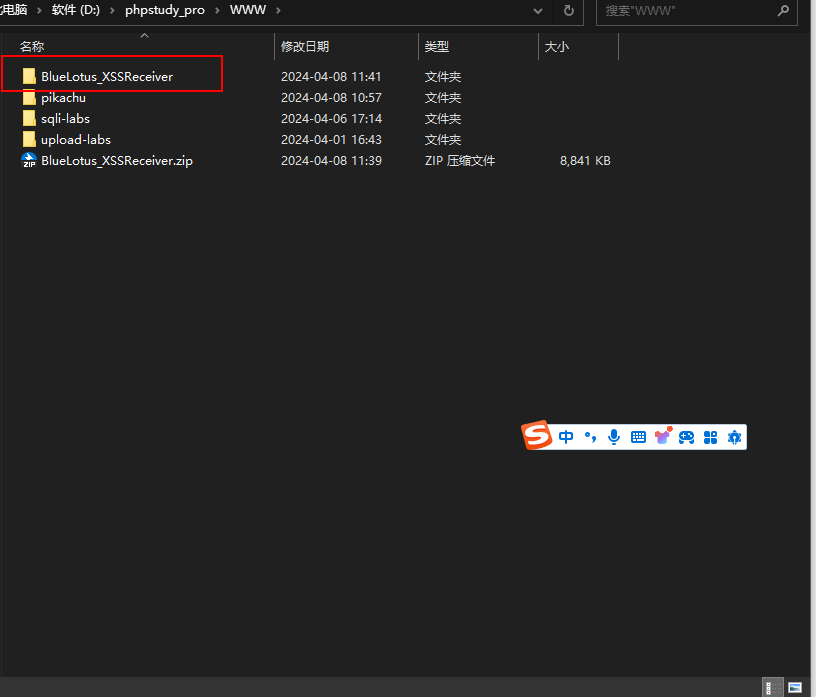 电脑 > 软件 (D:) > phpstudy_pro > WWW >
搜索"WWW"
名称 修改日期 类型 大小
BlueLotus_XSSReceiver 2024-04-08 11:41 文件夹
pikachu 2024-04-08 10:57 文件夹
sqli-labs 2024-04-06 17:14 文件夹
upload-labs 2024-04-01 16:43 文件夹
ZIP BlueLotus_XSSReceiver.zip 2024-04-08 11:39 ZIP 压缩文件 8,841 KB
S 中